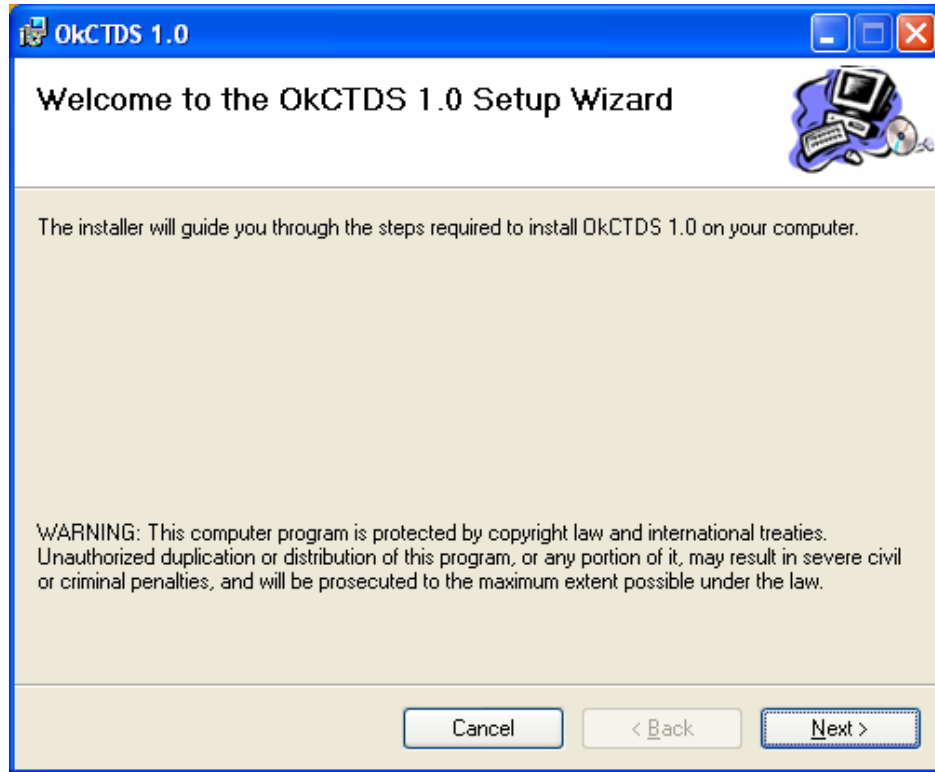 OkCTDS 1.0
Welcome to the OkCTDS 1.0 Setup Wizard
The installer will guide you through the steps required to install OkCTDS 1.0 on your computer.
WARNING: This computer program is protected by copyright law and international treaties.
Unauthorized duplication or distribution of this program, or any portion of it, may result in severe civil
or criminal penalties, and will be prosecuted to the maximum extent possible under the law.
Cancel
< Back
Next >